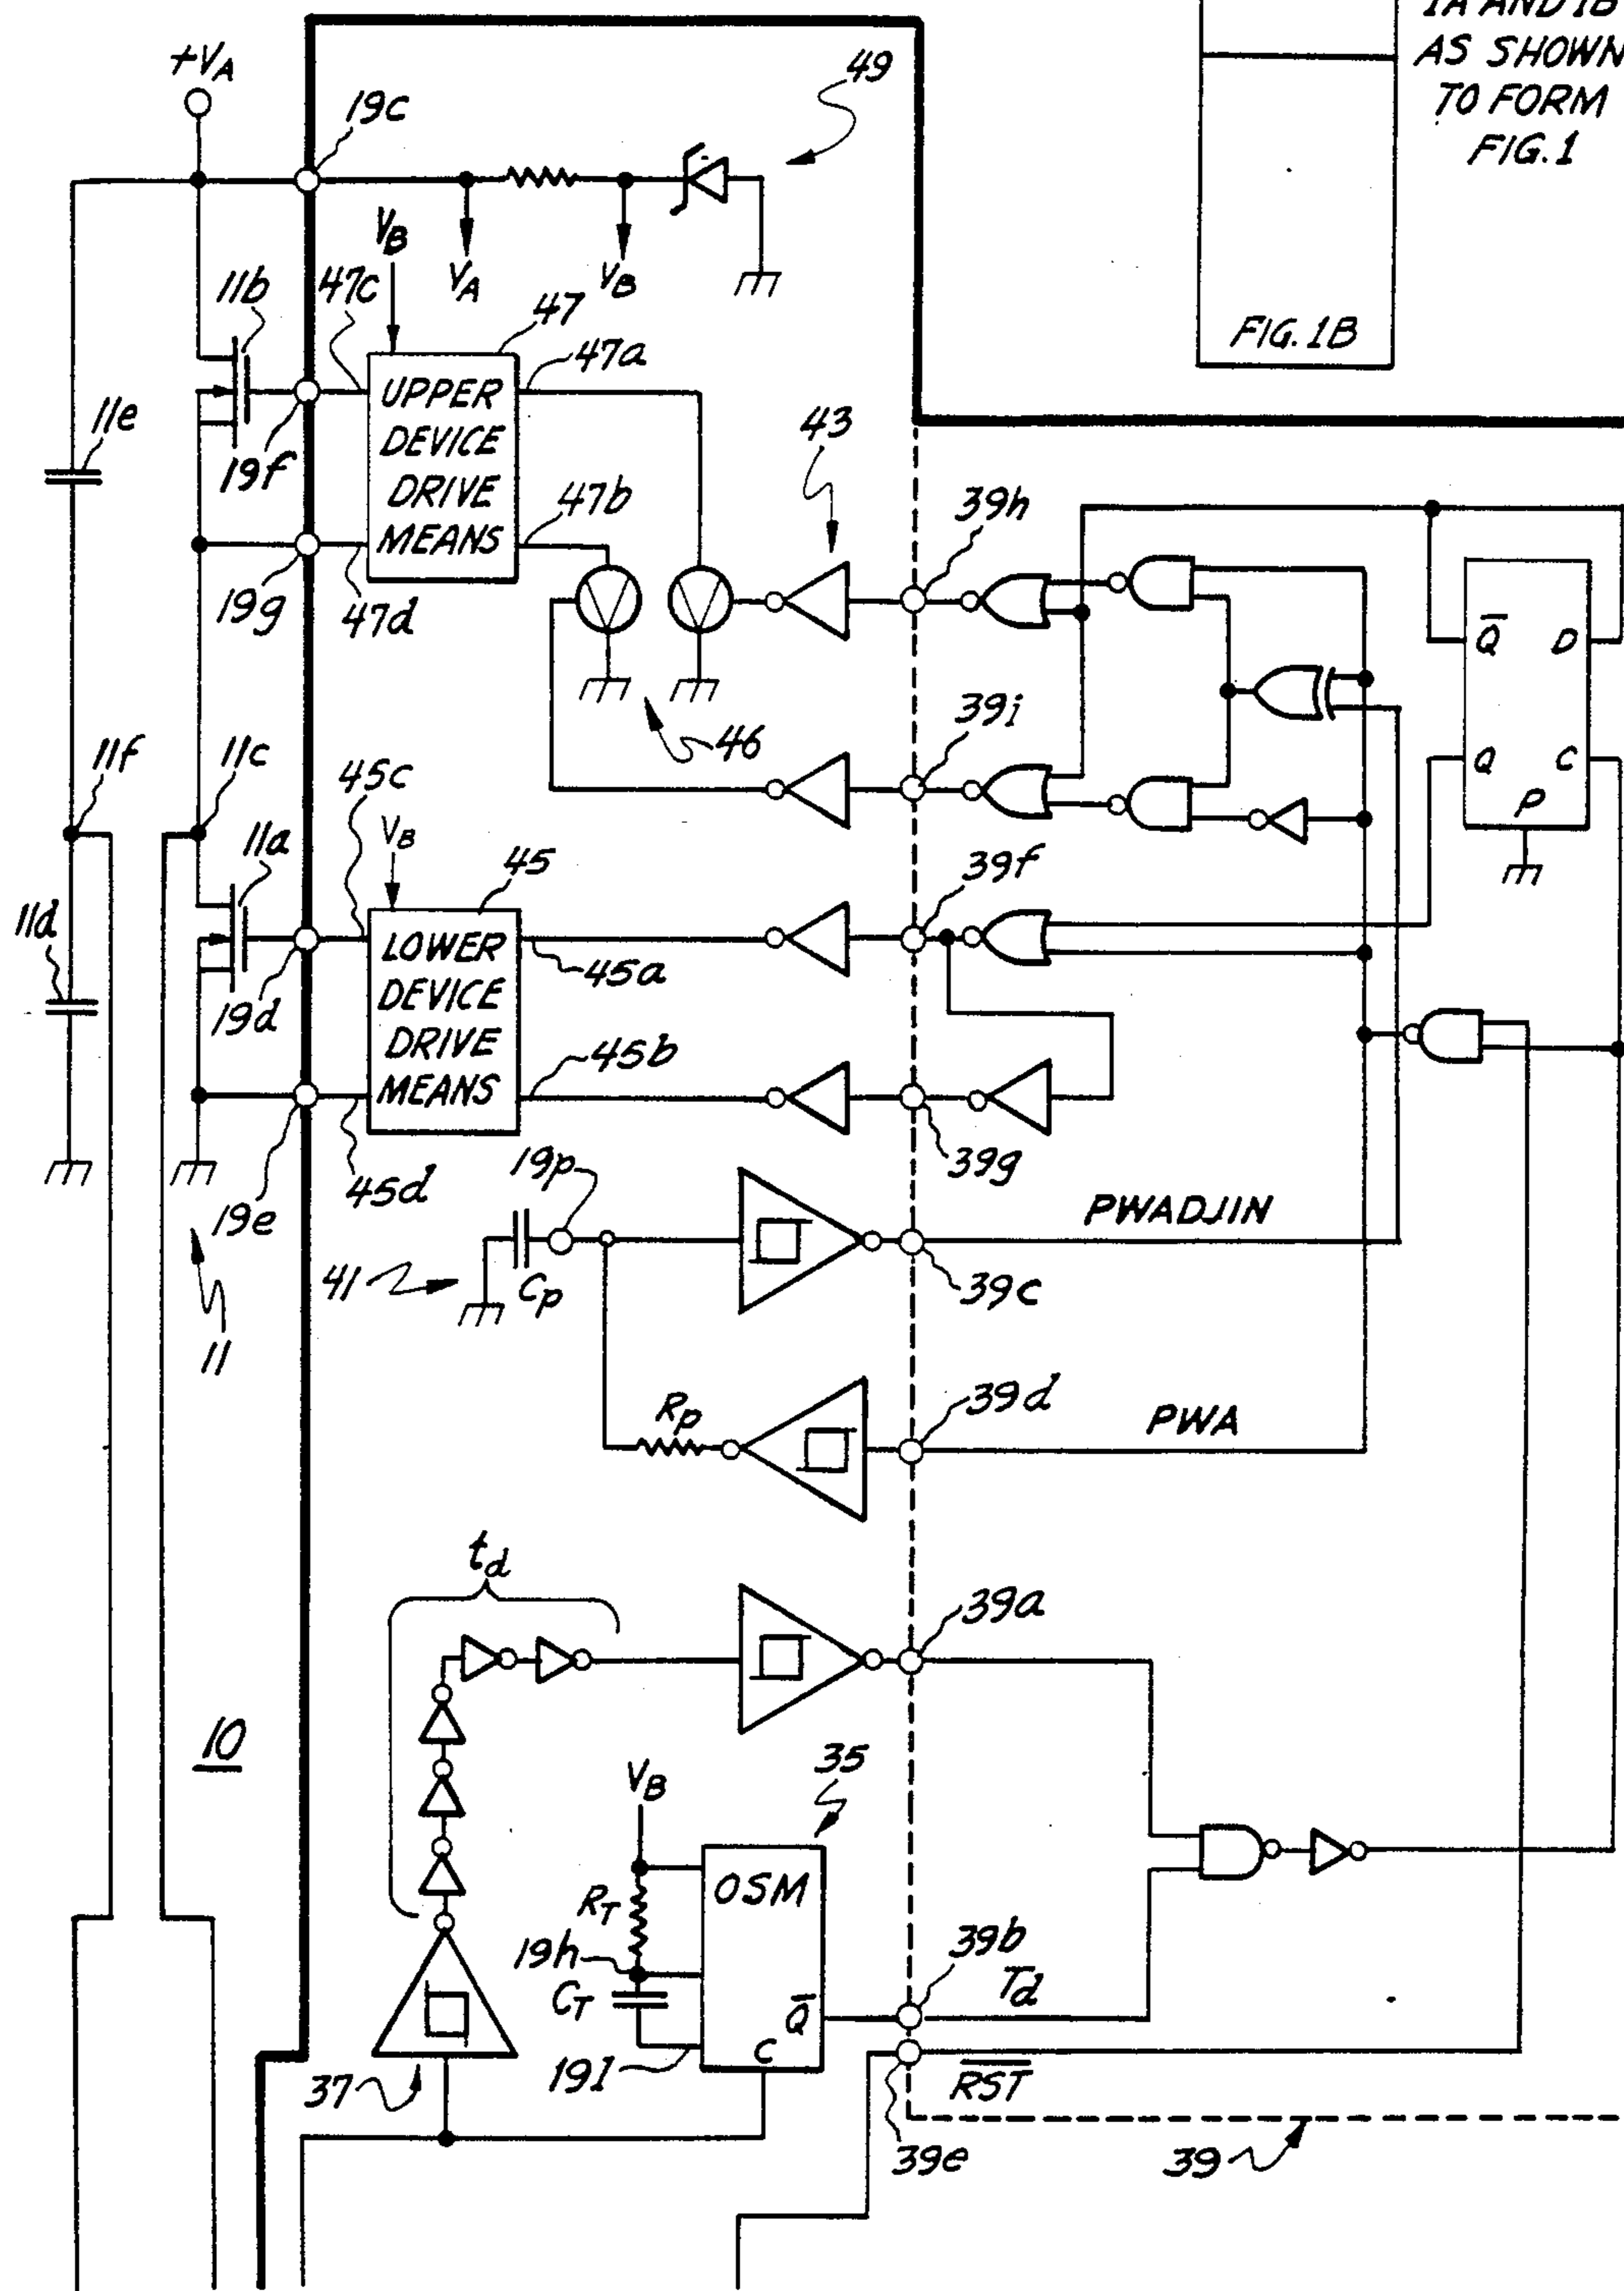 1A AND 1B
AS SHOWN
TO FORM
FIG. 1
FIG. 1B
+VA
19c
49
VB
VA
VB
11b
47c
47
47a
UPPER
DEVICE
DRIVE
MEANS
11e
19f
43
47b
39h
19g
47d
Q̅
D
46
39i
11f
11c
45c
Q
C
P
11a
VB
45
39f
11d
LOWER
DEVICE
DRIVE
MEANS
45a
19d
45b
19e
45d
19p
39g
PWADJIN
41
Cp
39c
11
Rp
39d
PWA
td
39a
10
VB
35
OSM
RT
19h
39b
CT
Q̅
Td
C
37
19I
RST̅
39e
39